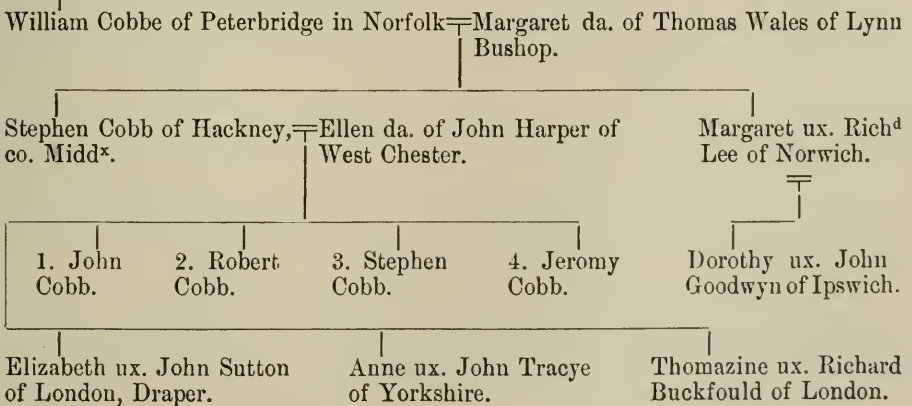 William Cobbe of Peterbridge in Norfolk=Margaret da. of Thomas Wales of Lynn
Bushop.
Stephen Cobb of Hackney,=Ellen da. of John Harper of
co. Middx. West Chester.
Margaret ux. Richd
Lee of Norwich.
=
1. John
Cobb.
2. Robert
Cobb.
3. Stephen
Cobb.
4. Jeromy
Cobb.
Dorothy ux. John
Goodwyn of Ipswich.
Elizabeth ux. John Sutton
of London, Draper.
Anne ux. John Tracye
of Yorkshire.
Thomazine ux. Richard
Buckfould of London.